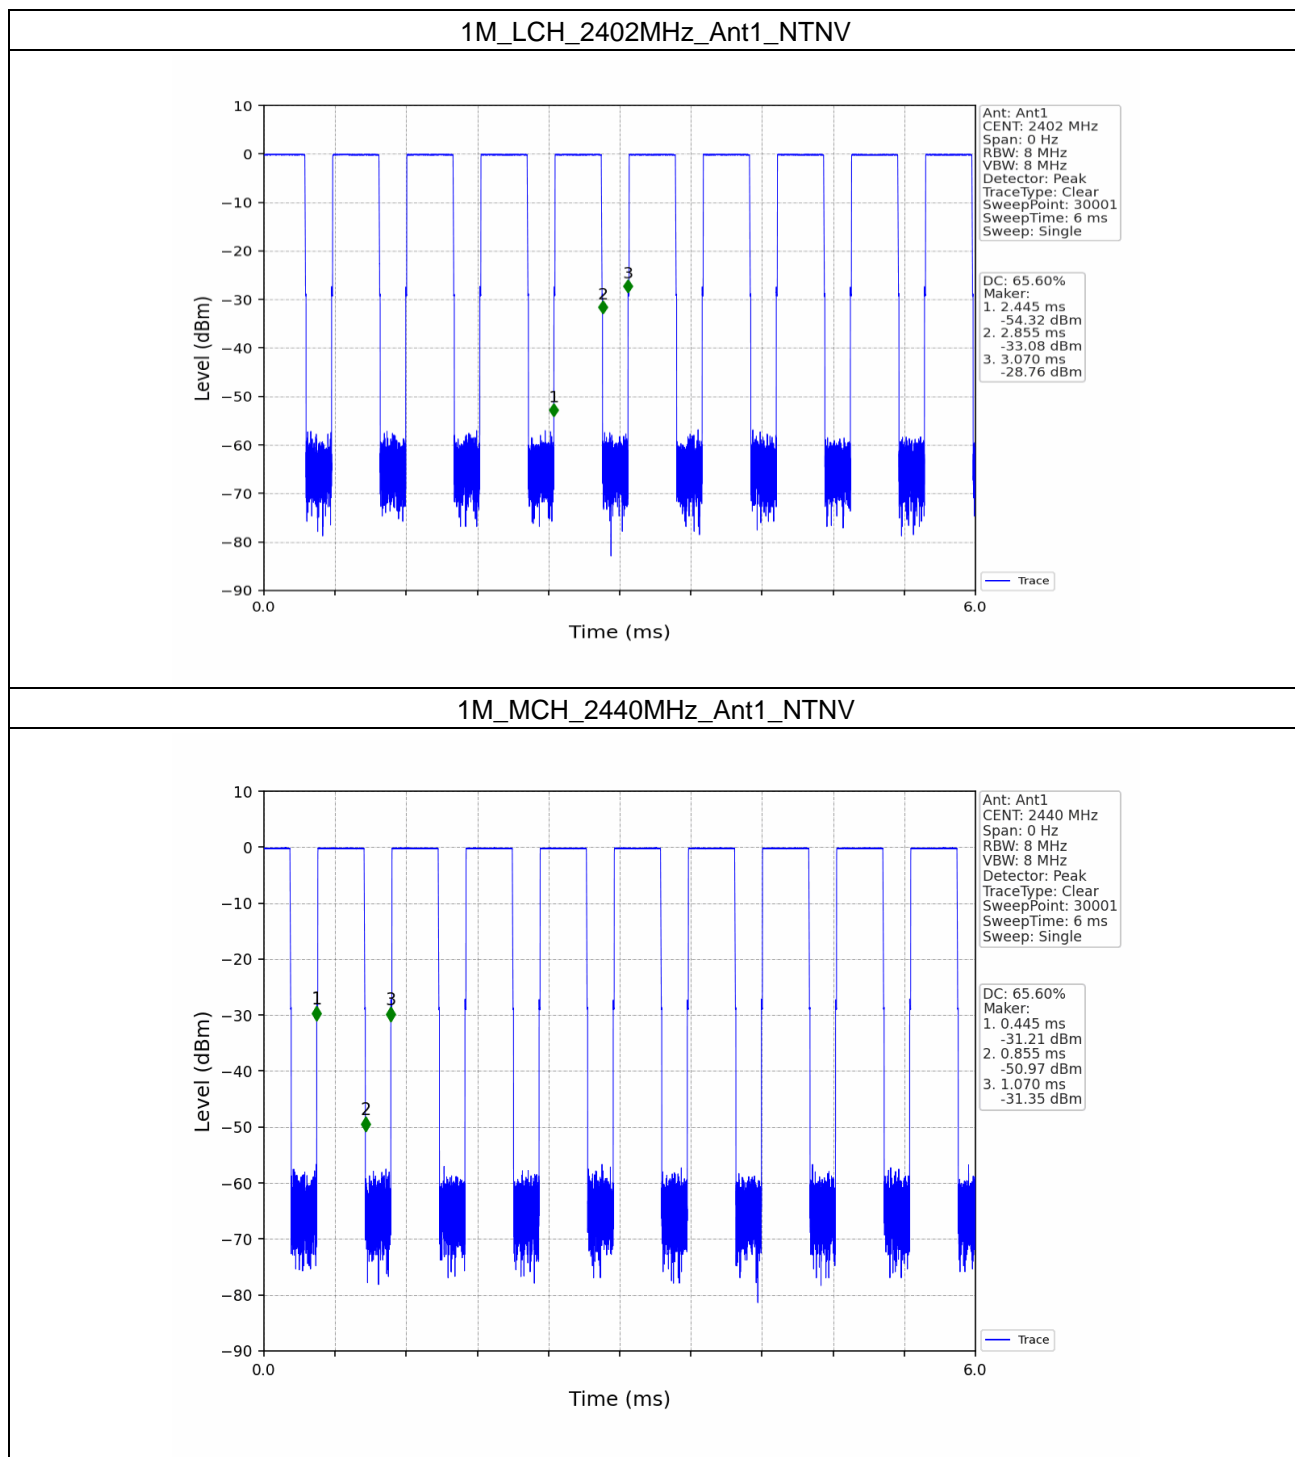 1M_LCH_2402MHz_Ant1_NTNV
10
0
−10
−20
−30
−40
−50
−60
−70
−80
−90
Level (dBm)
0.0
6.0
Time (ms)
1
2
3
Ant: Ant1
CENT: 2402 MHz
Span: 0 Hz
RBW: 8 MHz
VBW: 8 MHz
Detector: Peak
TraceType: Clear
SweepPoint: 30001
SweepTime: 6 ms
Sweep: Single
DC: 65.60%
Maker:
1. 2.445 ms
-54.32 dBm
2. 2.855 ms
-33.08 dBm
3. 3.070 ms
-28.76 dBm
Trace
1M_MCH_2440MHz_Ant1_NTNV
10
0
−10
−20
−30
−40
−50
−60
−70
−80
−90
Level (dBm)
0.0
6.0
Time (ms)
1
2
3
Ant: Ant1
CENT: 2440 MHz
Span: 0 Hz
RBW: 8 MHz
VBW: 8 MHz
Detector: Peak
TraceType: Clear
SweepPoint: 30001
SweepTime: 6 ms
Sweep: Single
DC: 65.60%
Maker:
1. 0.445 ms
-31.21 dBm
2. 0.855 ms
-50.97 dBm
3. 1.070 ms
-31.35 dBm
Trace